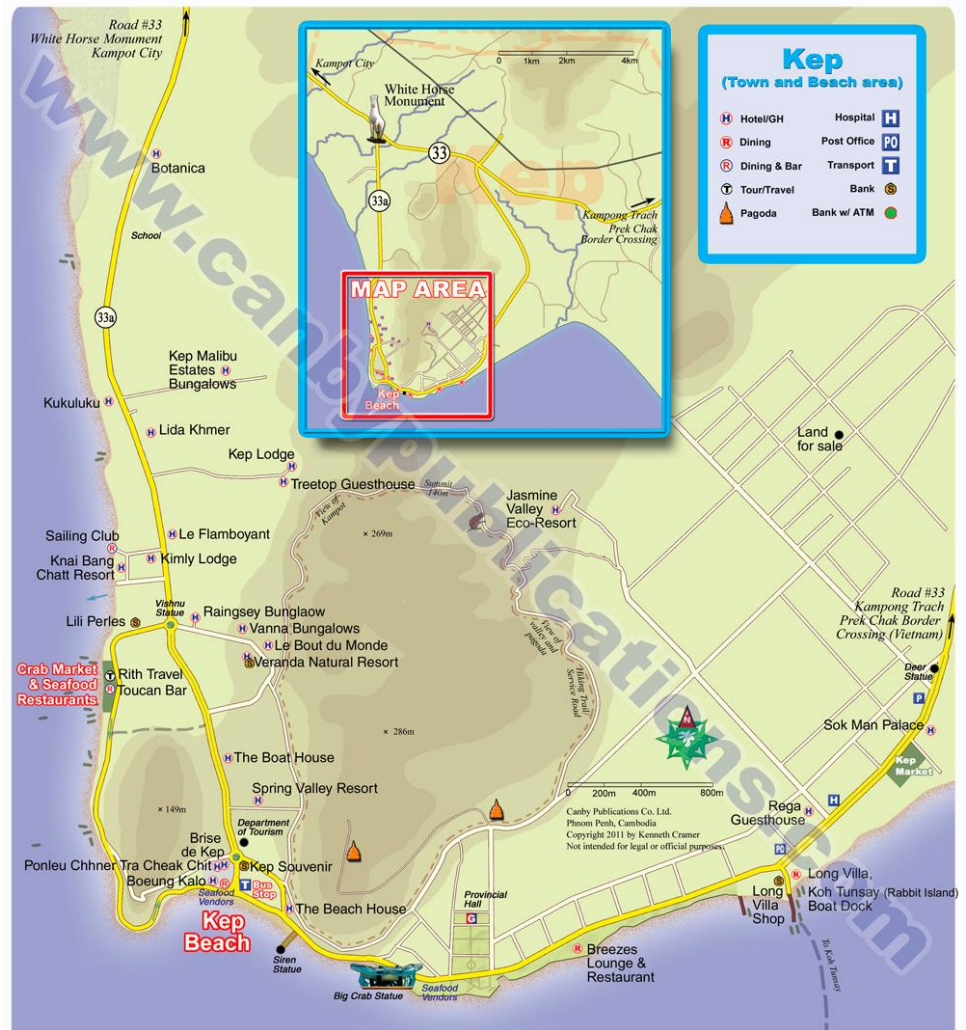 Road #33
White Horse Monument
Kampot City
Kampot City
0 1km 2km 4km
White Horse
Monument
33
Kep
33a
Kampong Trach
Prek Chak
Border Crossing
MAP AREA
Kep
Beach
Kep
(Town and Beach area)
H Hotel/GH
Hospital H
R Dining
Post Office PO
R Dining & Bar
Transport T
T Tour/Travel
Bank $
Pagoda
Bank w/ ATM
www.canbypublications.com
Botanica
School
33a
Kep Malibu
Estates
Bungalows
Kukuluku
Lida Khmer
Kep Lodge
Treetop Guesthouse
Summit
140m
View of
Kampot
× 269m
Jasmine
Valley
Eco-Resort
Land
for sale
Sailing Club
Le Flamboyant
Knai Bang
Chatt Resort
Kimly Lodge
Vishnu
Statue
Lili Perles
Raingsey Bunglaow
Vanna Bungalows
Le Bout du Monde
Veranda Natural Resort
View of
valley and
pagoda
Hiking Trail/
Service Road
Road #33
Kampong Trach
Prek Chak Border
Crossing (Vietnam)
Deer
Statue
P
Crab Market
& Seafood
Restaurants
Rith Travel
Toucan Bar
N
Sok Man Palace
Kep
Market
× 286m
The Boat House
Spring Valley Resort
× 149m
0 200m 400m 800m
Canby Publications Co. Ltd.
Phnom Penh, Cambodia
Copyright 2011 by Kenneth Cramer
Not intended for legal or official purposes
Rega
Guesthouse
H
PO
Department
of Tourism
Brise
de Kep
Ponleu Chhner Tra Cheak Chit
Kep Souvenir
Boeung Kalo
Seafood
Vendors
T
Bus
Stop
The Beach House
Kep
Beach
Siren
Statue
Provincial
Hall
G
Big Crab Statue
Seafood
Vendors
Breezes
Lounge &
Restaurant
Long
Villa
Shop
Long Villa,
Koh Tunsay (Rabbit Island)
Boat Dock
To Koh Tunsay